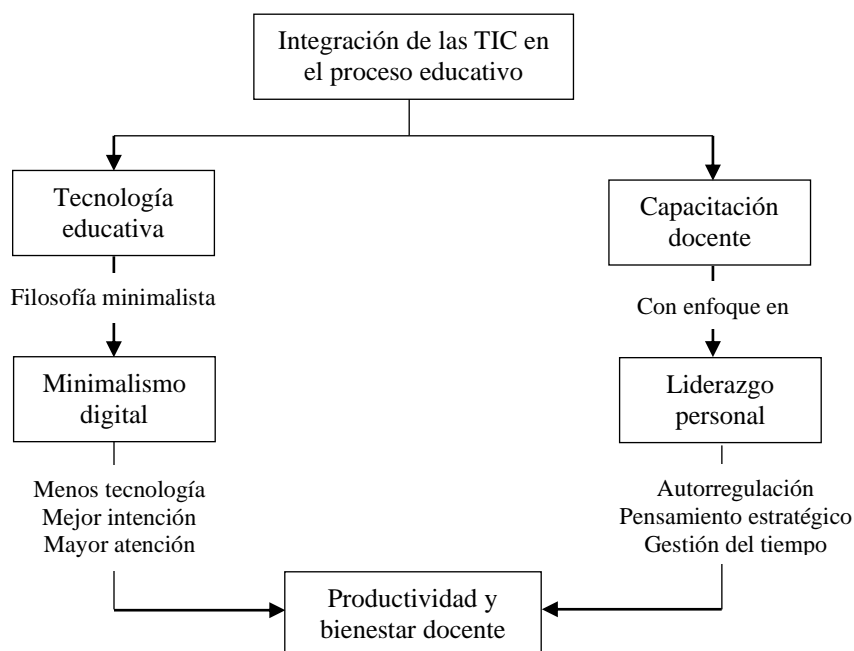 Integración de las TIC en
el proceso educativo
Tecnología
educativa
Filosofía minimalista
Minimalismo
digital
Menos tecnología
Mejor intención
Mayor atención
Capacitación
docente
Con enfoque en
Liderazgo
personal
Autorregulación
Pensamiento estratégico
Gestión del tiempo
Productividad y
bienestar docente